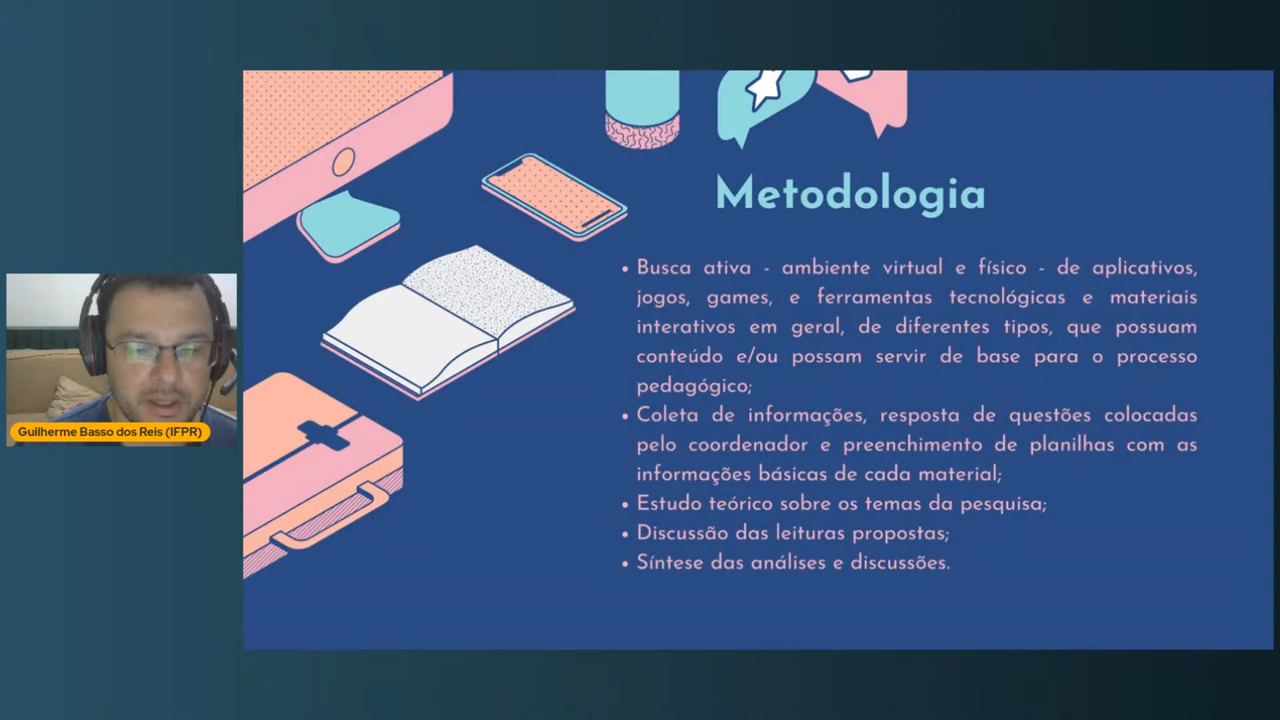 Metodologia
• Busca ativa - ambiente virtual e físico - de aplicativos,
jogos, games, e ferramentas tecnológicas e materiais
interativos em geral, de diferentes tipos, que possuam
conteúdo e/ou possam servir de base para o processo
pedagógico;
• Coleta de informações, resposta de questões colocadas
pelo coordenador e preenchimento de planilhas com as
informações básicas de cada material;
• Estudo teórico sobre os temas da pesquisa;
• Discussão das leituras propostas;
• Síntese das análises e discussões.
Guilherme Basso dos Reis (IFPR)